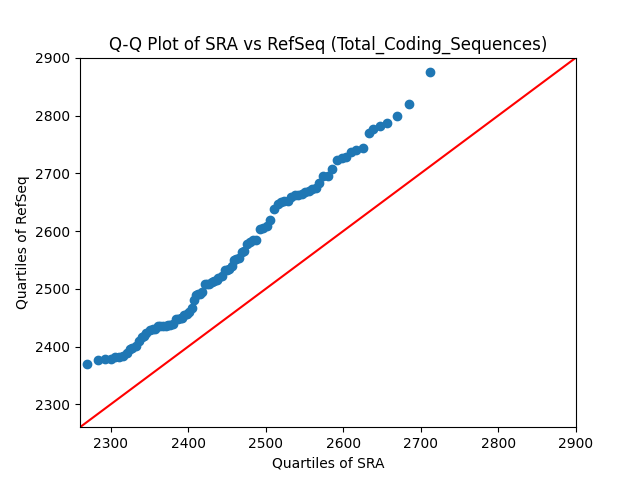 Q-Q Plot of SRA vs RefSeq (Total_Coding_Sequences)
2900
2800
2700
2600
2500
2400
2300
Quartiles of RefSeq
2300 2400 2500 2600 2700 2800 2900
Quartiles of SRA